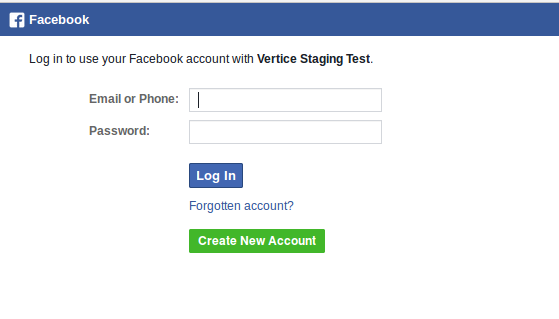 Facebook
Log in to use your Facebook account with Vertice Staging Test.
Email or Phone:
Password:
Log In
Forgotten account?
Create New Account